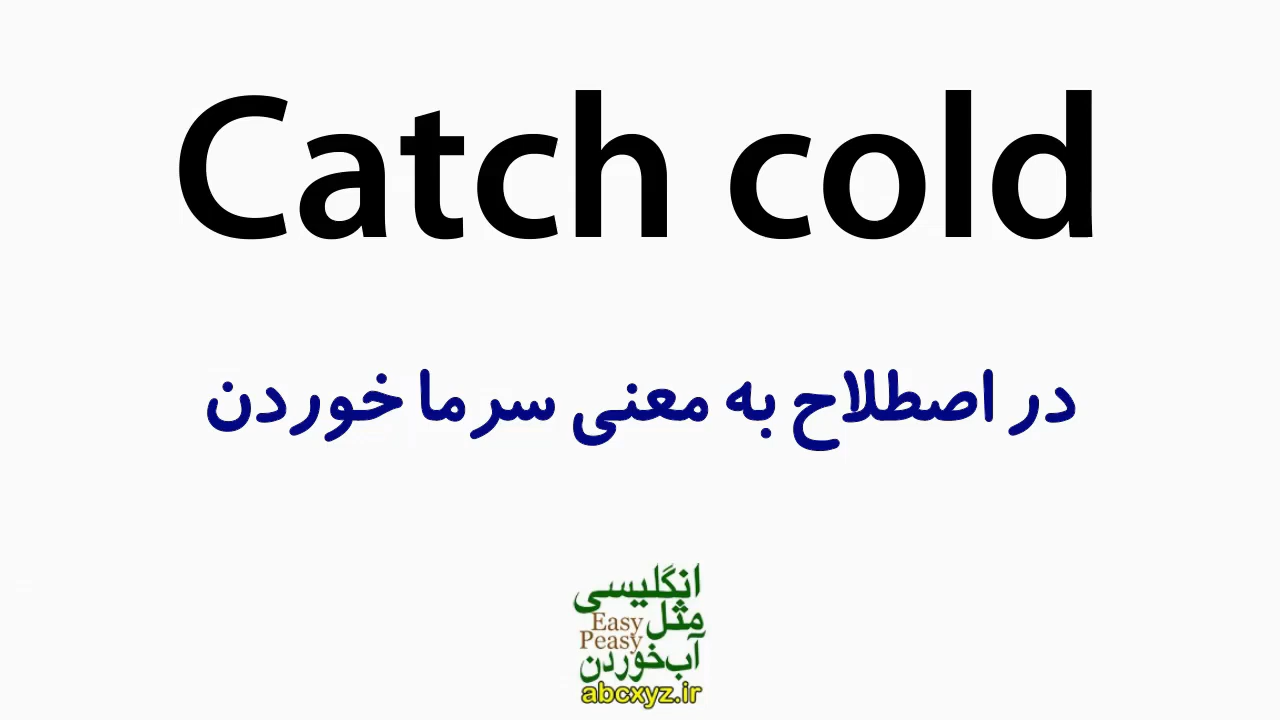 Catch cold
در اصطلاح به معنی سرما خوردن
انگلیسی
مثل Easy
Peasy
آب‌خوردن
abcxyz.ir